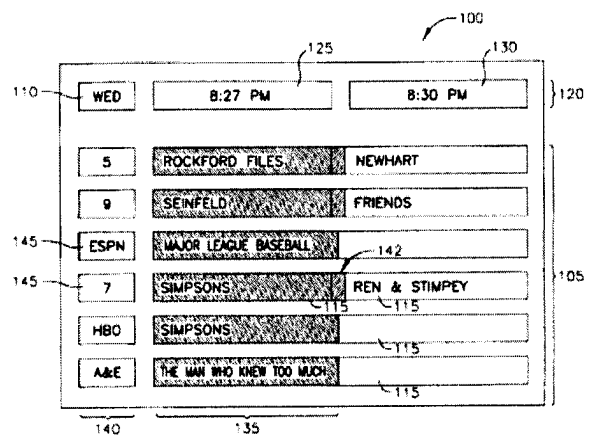 100
125
130
110
WED
8:27 PM
8:30 PM
120
5
ROCKFORD FILES
NEWHART
9
SEINFELD
FRIENDS
145
ESPN
MAJOR LEAGUE BASEBALL
142
145
7
SIMPSONS
REN & STIMPEY
105
115
115
HBO
SIMPSONS
115
A&E
THE MAN WHO KNEW TOO MUCH
115
140
135